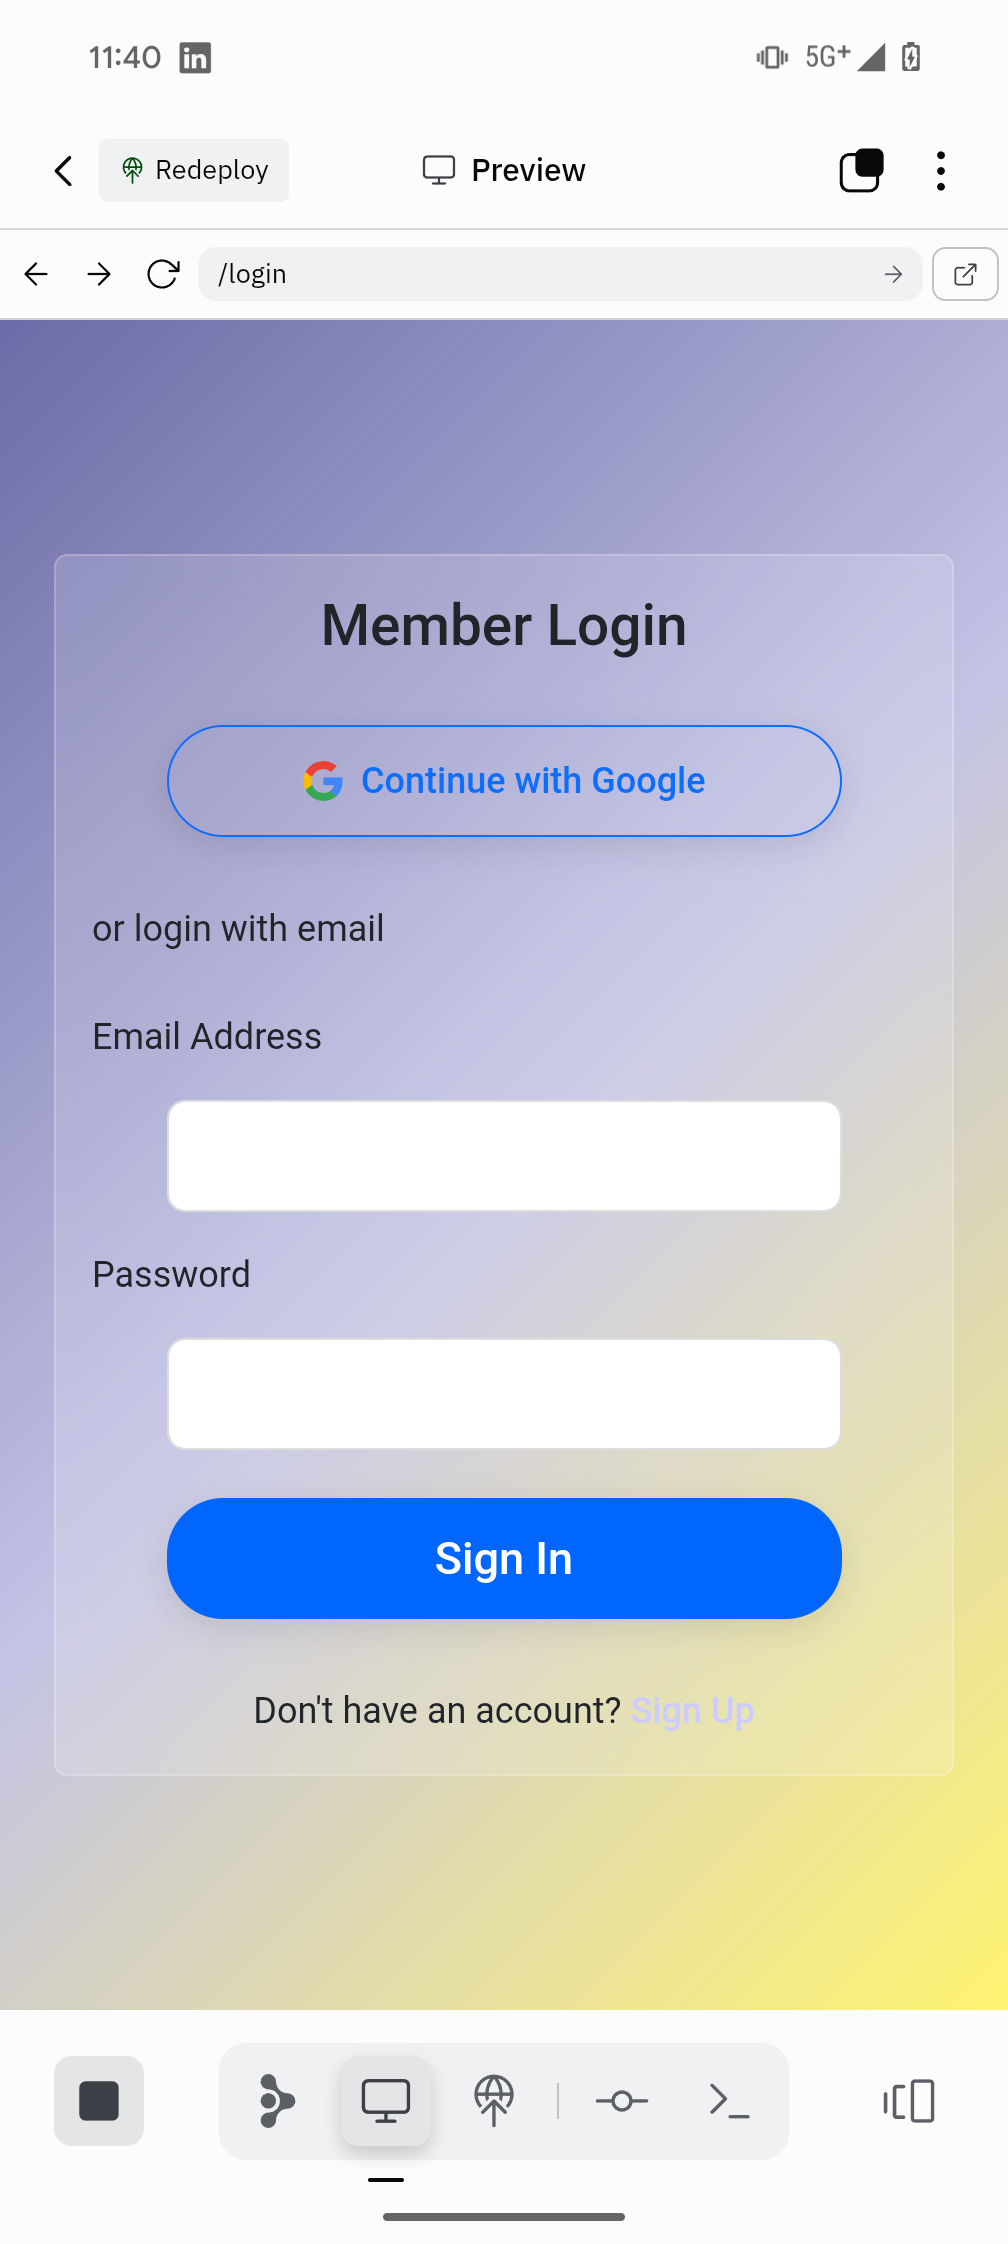 11:40 in 5G+
Redeploy Preview
/login
Member Login
Continue with Google
or login with email
Email Address
Password
Sign In
Don't have an account? Sign Up